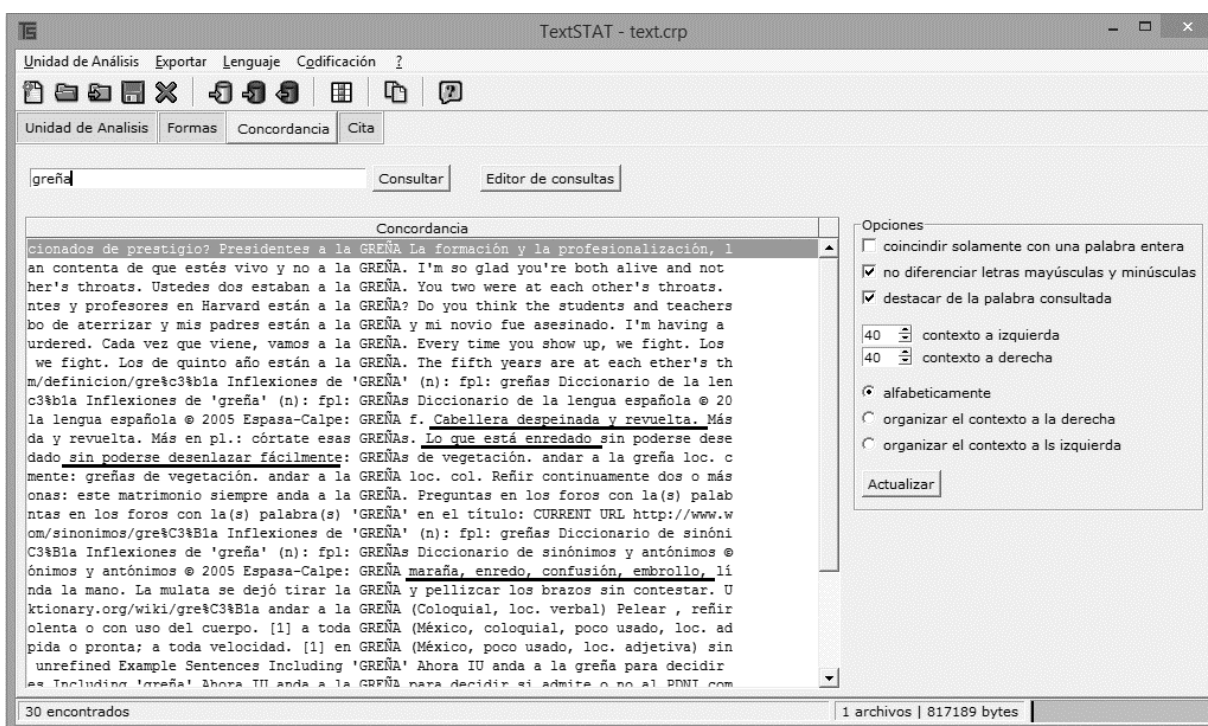 TextSTAT - text.crp
Unidad de Análisis Exportar Lenguaje Codificación ?
Unidad de Analisis Formas Concordancia Cita
greña Consultar Editor de consultas
Concordancia
cionados de prestigio? Presidentes a la GREÑA La formación y la profesionalización, l
an contenta de que estés vivo y no a la GREÑA. I'm so glad you're both alive and not
her's throats. Ustedes dos estaban a la GREÑA. You two were at each other's throats.
ntes y profesores en Harvard están a la GREÑA? Do you think the students and teachers
bo de aterrizar y mis padres están a la GREÑA y mi novio fue asesinado. I'm having a
urdered. Cada vez que viene, vamos a la GREÑA. Every time you show up, we fight. Los
we fight. Los de quinto año están a la GREÑA. The fifth years are at each ether's th
m/definicion/gre%c3%b1a Inflexiones de 'GREÑA' (n): fpl: greñas Diccionario de la len
c3%b1a Inflexiones de 'greña' (n): fpl: GREÑAs Diccionario de la lengua española © 20
la lengua española © 2005 Espasa-Calpe: GREÑA f. Cabellera despeinada y revuelta. Más
da y revuelta. Más en pl.: córtate esas GREÑAs. Lo que está enredado sin poderse dese
dado sin poderse desenlazar fácilmente: GREÑAs de vegetación. andar a la greña loc. c
mente: greñas de vegetación. andar a la GREÑA loc. col. Reñir continuamente dos o más
onas: este matrimonio siempre anda a la GREÑA. Preguntas en los foros con la(s) palab
ntas en los foros con la(s) palabra(s) 'GREÑA' en el título: CURRENT URL http://www.w
om/sinonimos/gre%C3%B1a Inflexiones de 'GREÑA' (n): fpl: greñas Diccionario de sinóni
C3%B1a Inflexiones de 'greña' (n): fpl: GREÑAs Diccionario de sinónimos y antónimos ©
ónimos y antónimos © 2005 Espasa-Calpe: GREÑA maraña, enredo, confusión, embrollo, lí
nda la mano. La mulata se dejó tirar la GREÑA y pellizcar los brazos sin contestar. U
ktionary.org/wiki/gre%C3%B1a andar a la GREÑA (Coloquial, loc. verbal) Pelear , reñir
olenta o con uso del cuerpo. [1] a toda GREÑA (México, coloquial, poco usado, loc. ad
pida o pronta; a toda velocidad. [1] en GREÑA (México, poco usado, loc. adjetiva) sin
unrefined Example Sentences Including 'GREÑA' Ahora IU anda a la greña para decidir
es Including 'greña' Ahora IU anda a la GREÑA para decidir si admite o no al PDNI com
Opciones
coincidir solamente con una palabra entera
no diferenciar letras mayúsculas y minúsculas
destacar de la palabra consultada
40 contexto a izquierda
40 contexto a derecha
alfabeticamente
organizar el contexto a la derecha
organizar el contexto a ls izquierda
Actualizar
30 encontrados
1 archivos | 817189 bytes